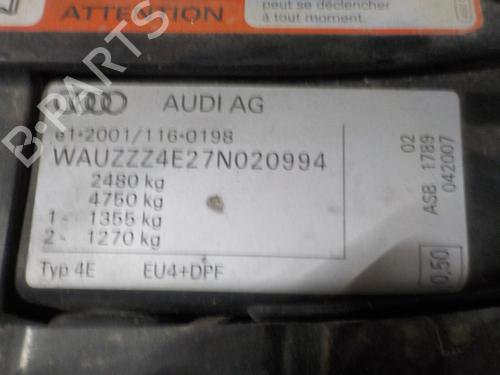 ATTENTION
peut se déclencher
à tout moment.
AUDI AG
e1*2001/116*0198
WAUZZZ4E27N020994
2480 kg
4750 kg
1 - 1355 kg
2 - 1270 kg
Typ 4E EU4+DPF
02
ASB 1789
042007
0,50
B-PARTS